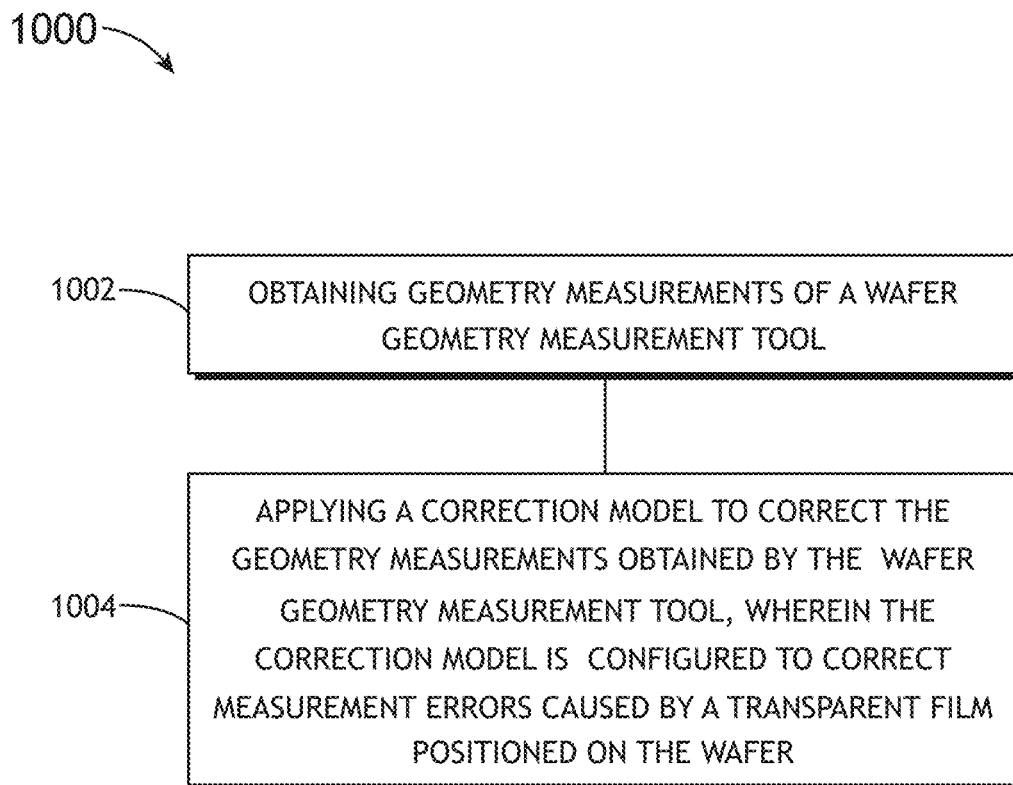 1000
1002
OBTAINING GEOMETRY MEASUREMENTS OF A WAFER
GEOMETRY MEASUREMENT TOOL
1004
APPLYING A CORRECTION MODEL TO CORRECT THE
GEOMETRY MEASUREMENTS OBTAINED BY THE WAFER
GEOMETRY MEASUREMENT TOOL, WHEREIN THE
CORRECTION MODEL IS CONFIGURED TO CORRECT
MEASUREMENT ERRORS CAUSED BY A TRANSPARENT FILM
POSITIONED ON THE WAFER